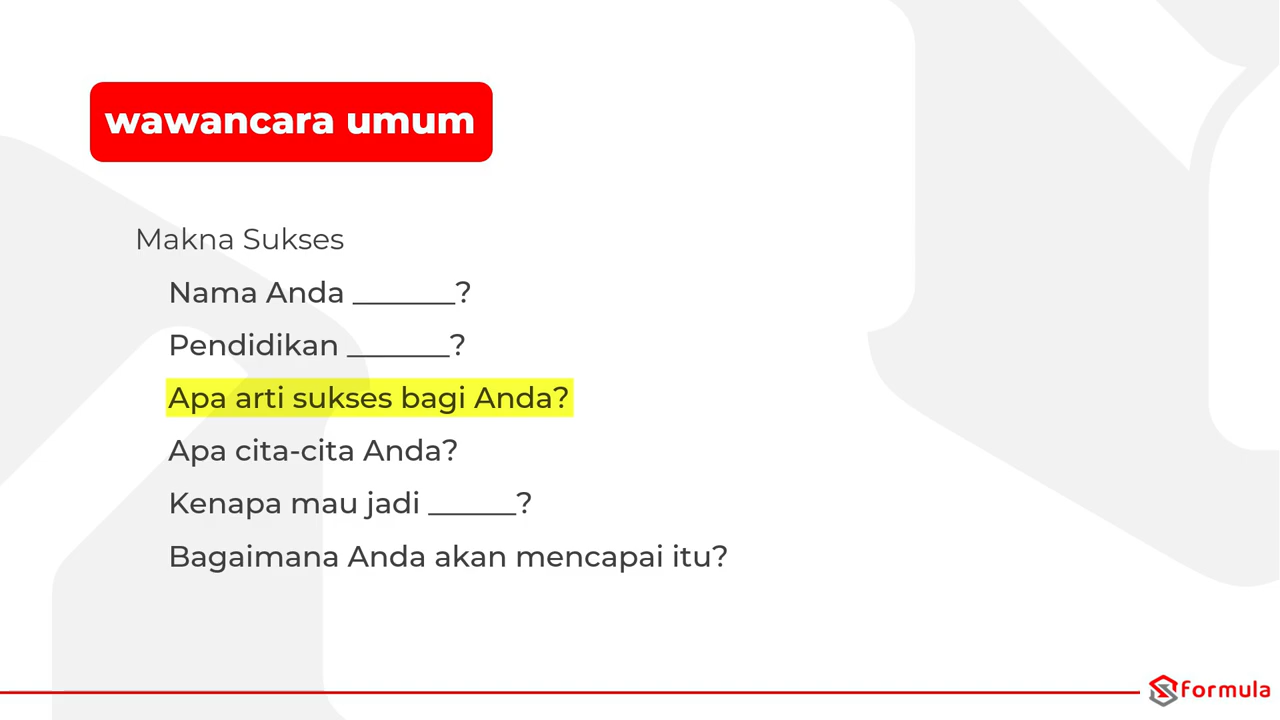 wawancara umum
Makna Sukses
Nama Anda _______?
Pendidikan _______?
Apa arti sukses bagi Anda?
Apa cita-cita Anda?
Kenapa mau jadi ______?
Bagaimana Anda akan mencapai itu?
formula